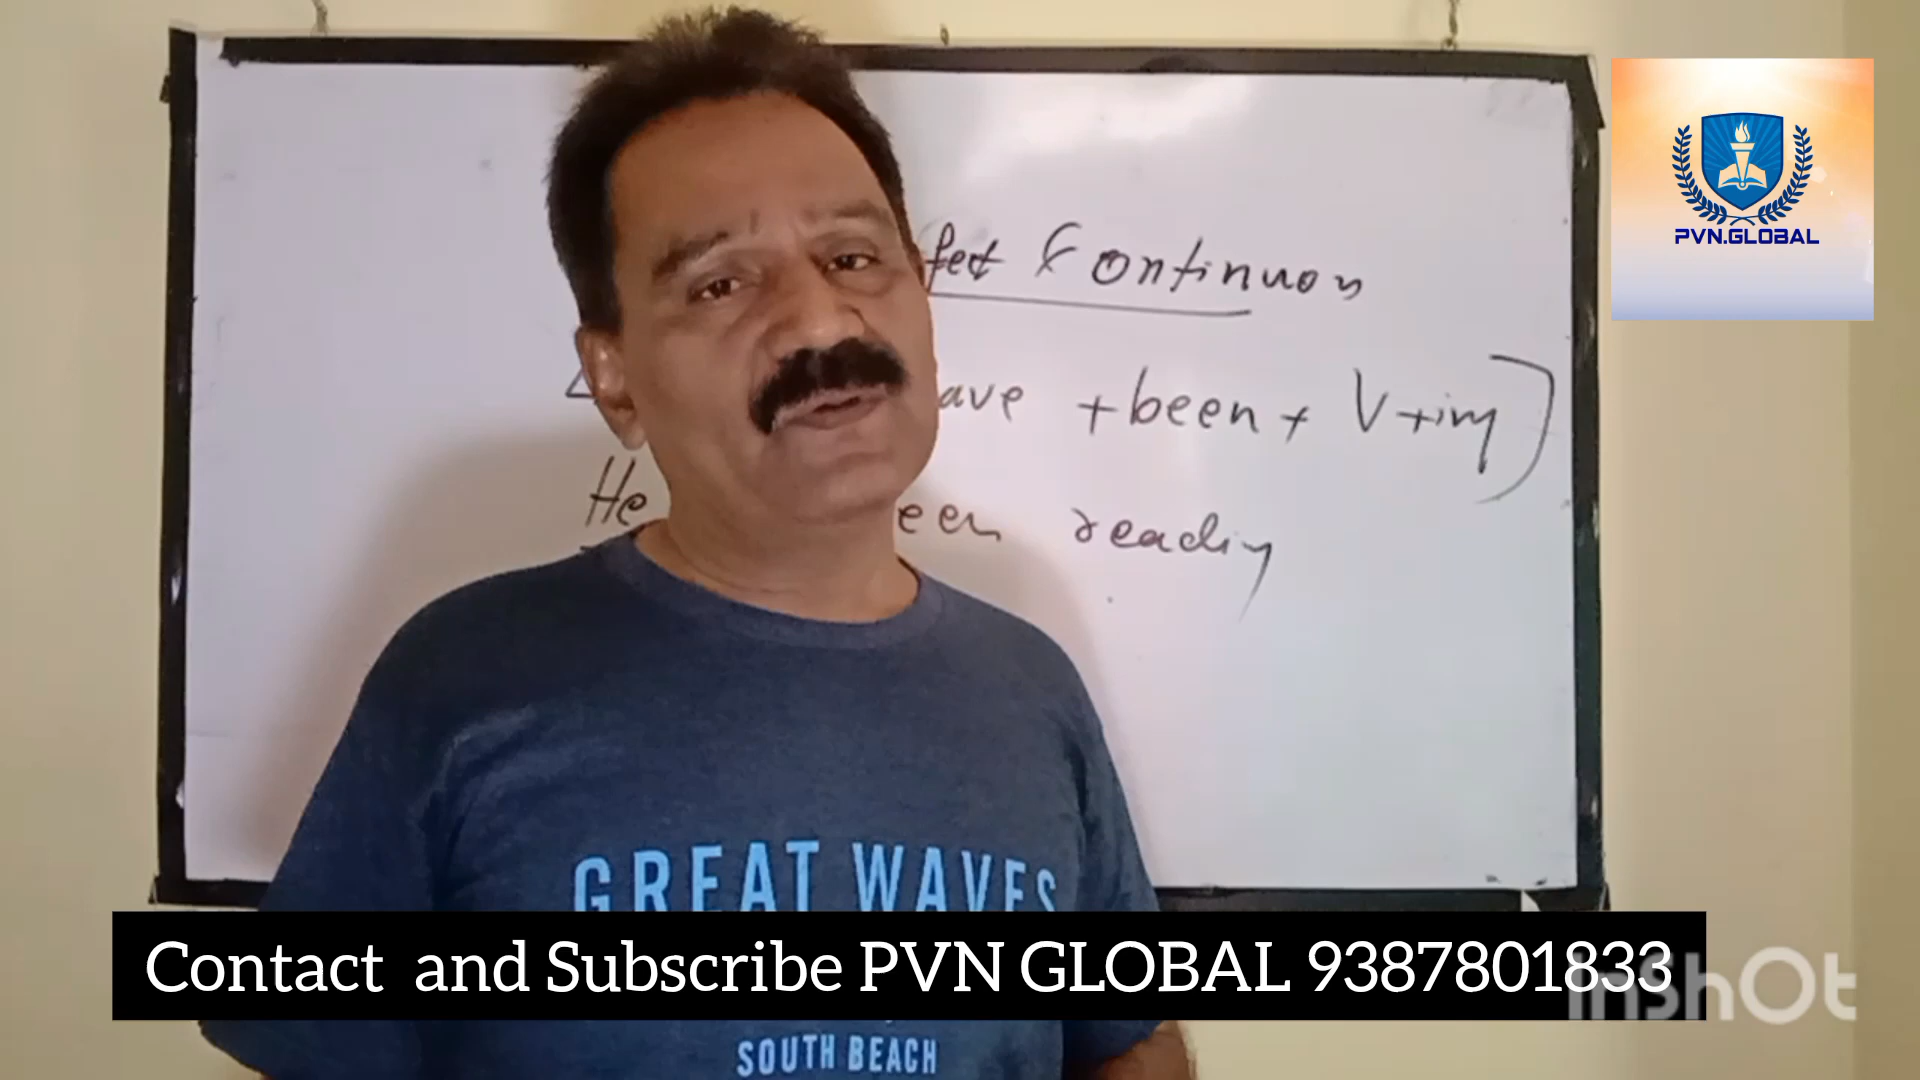 PVN.GLOBAL
fect Continuous
ave + been + V+ing)
He een reading
GREAT WAVES
Contact and Subscribe PVN GLOBAL 9387801833
InShOt
SOUTH BEACH